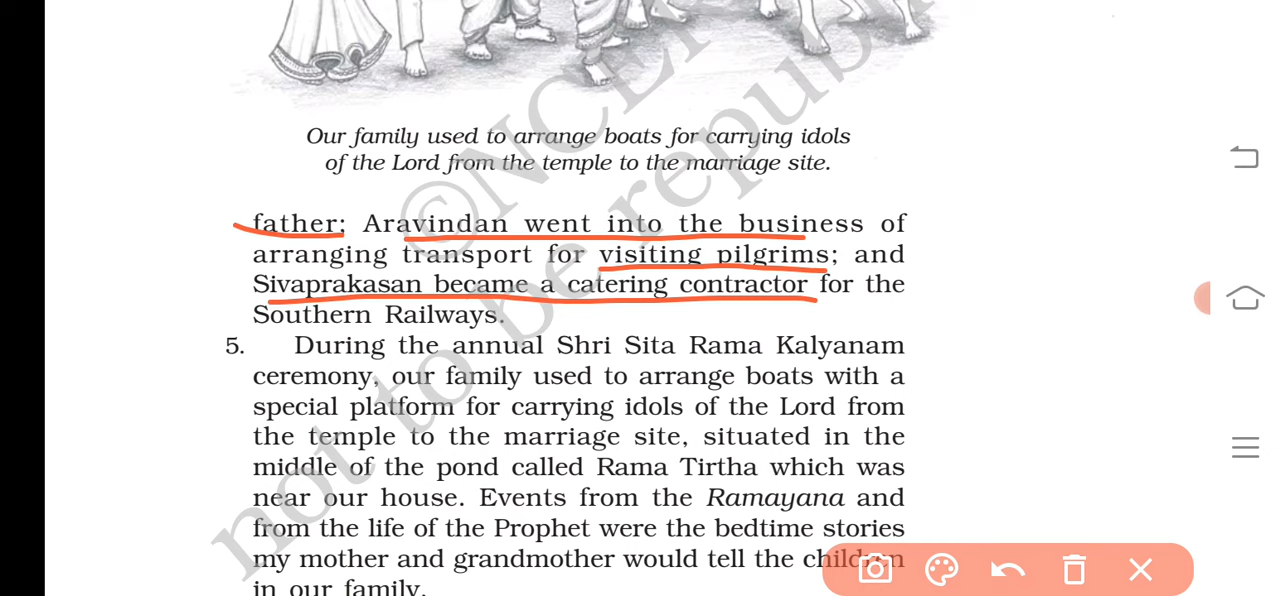 Our family used to arrange boats for carrying idols
of the Lord from the temple to the marriage site.
father; Aravindan went into the business of
arranging transport for visiting pilgrims; and
Sivaprakasan became a catering contractor for the
Southern Railways.
5. During the annual Shri Sita Rama Kalyanam
ceremony, our family used to arrange boats with a
special platform for carrying idols of the Lord from
the temple to the marriage site, situated in the
middle of the pond called Rama Tirtha which was
near our house. Events from the Ramayana and
from the life of the Prophet were the bedtime stories
my mother and grandmother would tell the children
in our family.
not to be republ
©NCE